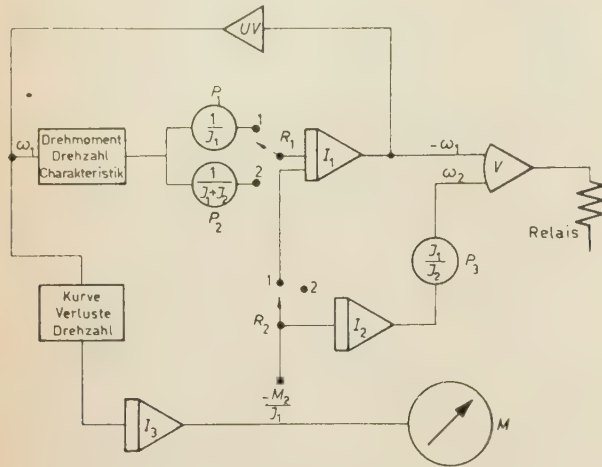 UV
P1
1/J1
1
R1
2
1/(J1+J2)
P2
ω1
Drehmoment
Drehzahl
Charakteristik
I1
-ω1
ω2
V
Relais
J1/J2
P3
1
2
R2
I2
-M2/J1
Kurve
Verluste
Drehzahl
I3
M